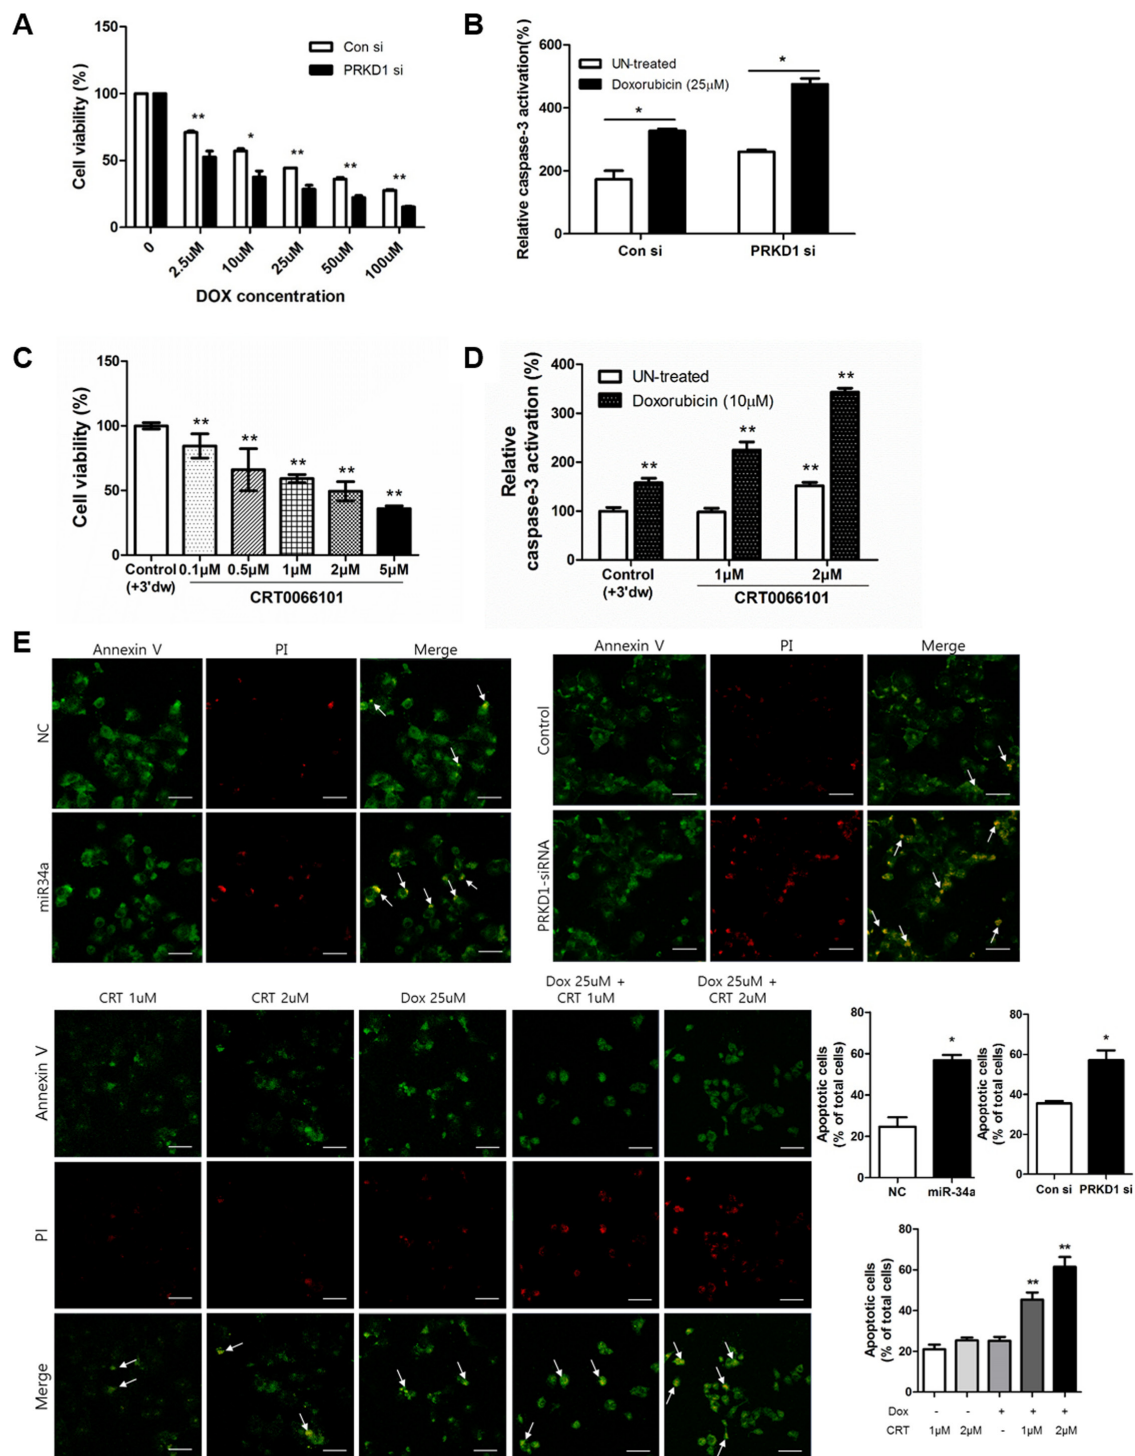 A
150
100
50
0
Cell viability (%)
Con si
PRKD1 si
**
*
**
**
**
0
2.5uM
10uM
25uM
50uM
100uM
DOX concentration
B
600
400
200
0
Relative caspase-3 activation(%)
UN-treated
Doxorubicin (25μM)
*
*
Con si
PRKD1 si
C
150
100
50
0
Cell viability (%)
**
**
**
**
**
Control
(+3'dw)
0.1μM
0.5μM
1μM
2μM
5μM
CRT0066101
D
400
300
200
100
0
Relative
caspase-3 activation (%)
UN-treated
Doxorubicin (10μM)
**
**
**
**
Control
(+3'dw)
1μM
2μM
CRT0066101
E
Annexin V
PI
Merge
NC
miR34a
Annexin V
PI
Merge
Control
PRKD1-siRNA
CRT 1uM
CRT 2uM
Dox 25uM
Dox 25uM +
CRT 1uM
Dox 25uM +
CRT 2uM
Annexin V
PI
Merge
80
60
40
20
0
Apoptotic cells
(% of total cells)
*
NC
miR-34a
80
60
40
20
0
Apoptotic cells
(% of total cells)
*
Con si
PRKD1 si
80
60
40
20
0
Apoptotic cells
(% of total cells)
**
**
Dox - - + + +
CRT 1μM 2μM - 1μM 2μM